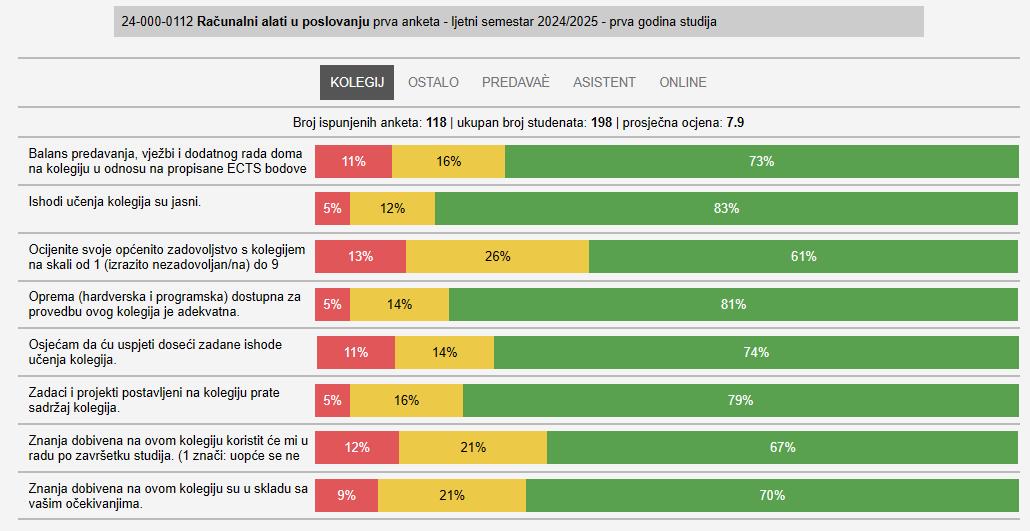 24-000-0112 Računalni alati u poslovanju prva anketa - ljetni semestar 2024/2025 - prva godina studija
KOLEGIJ OSTALO PREDAVAÈ ASISTENT ONLINE
Broj ispunjenih anketa: 118 | ukupan broj studenata: 198 | prosječna ocjena: 7.9
Balans predavanja, vježbi i dodatnog rada doma
na kolegiju u odnosu na propisane ECTS bodove
11% 16% 73%
Ishodi učenja kolegija su jasni.
5% 12% 83%
Ocijenite svoje općenito zadovoljstvo s kolegijem
na skali od 1 (izrazito nezadovoljan/na) do 9
13% 26% 61%
Oprema (hardverska i programska) dostupna za
provedbu ovog kolegija je adekvatna.
5% 14% 81%
Osjećam da ću uspjeti doseći zadane ishode
učenja kolegija.
11% 14% 74%
Zadaci i projekti postavljeni na kolegiju prate
sadržaj kolegija.
5% 16% 79%
Znanja dobivena na ovom kolegiju koristit će mi u
radu po završetku studija. (1 znači: uopće se ne
12% 21% 67%
Znanja dobivena na ovom kolegiju su u skladu sa
vašim očekivanjima.
9% 21% 70%